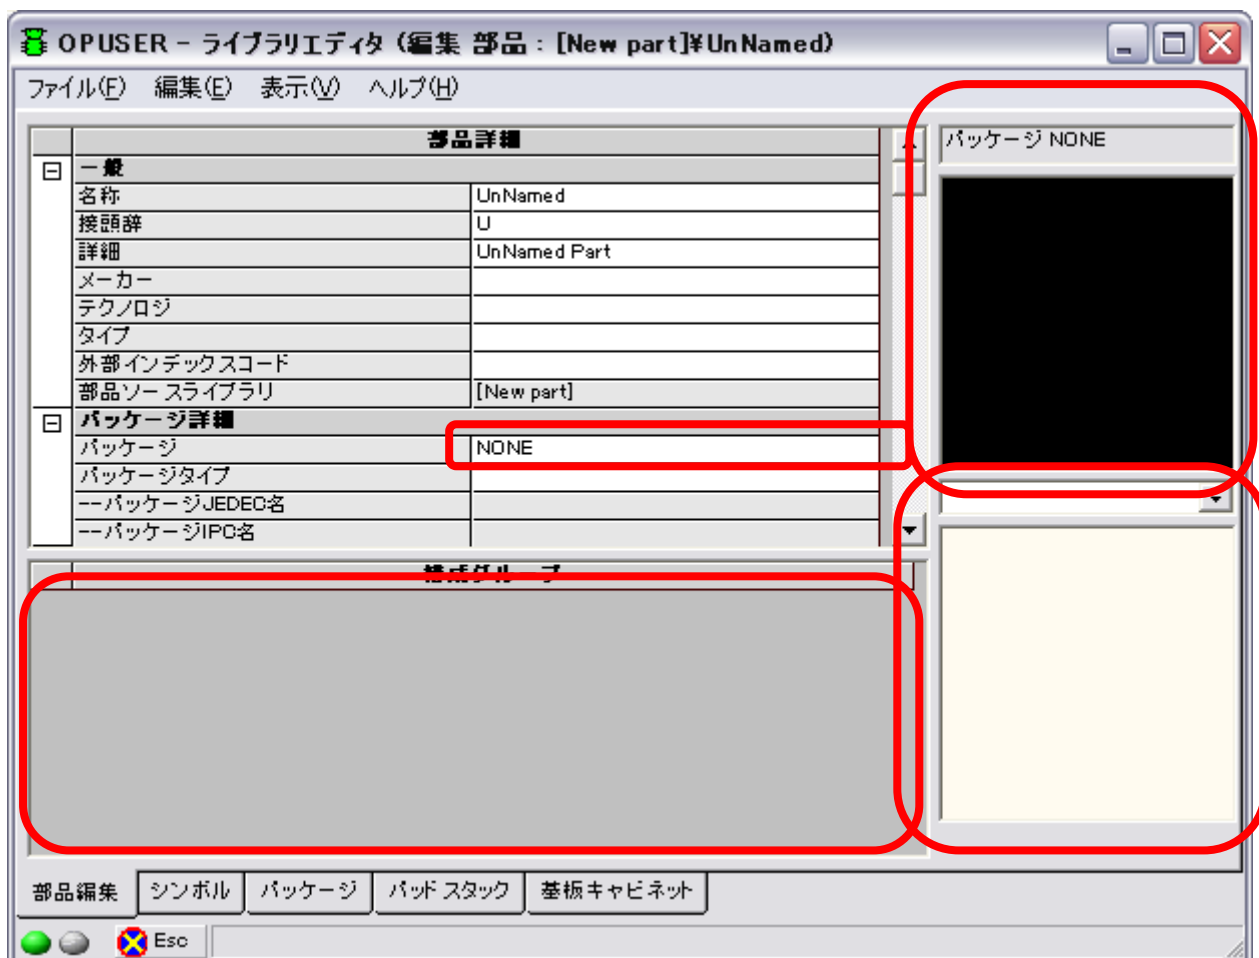 OPUSER - ライブラリエディタ (編集 部品 : [New part]¥UnNamed)
ファイル(F) 編集(E) 表示(V) ヘルプ(H)
部品詳細
一般
名称 UnNamed
接頭辞 U
詳細 UnNamed Part
メーカー
テクノロジ
タイプ
外部インデックスコード
部品ソースライブラリ [New part]
パッケージ詳細
パッケージ NONE
パッケージタイプ
--パッケージJEDEC名
--パッケージIPC名
パッケージ NONE
構成グループ
部品編集 シンボル パッケージ パッドスタック 基板キャビネット
Esc